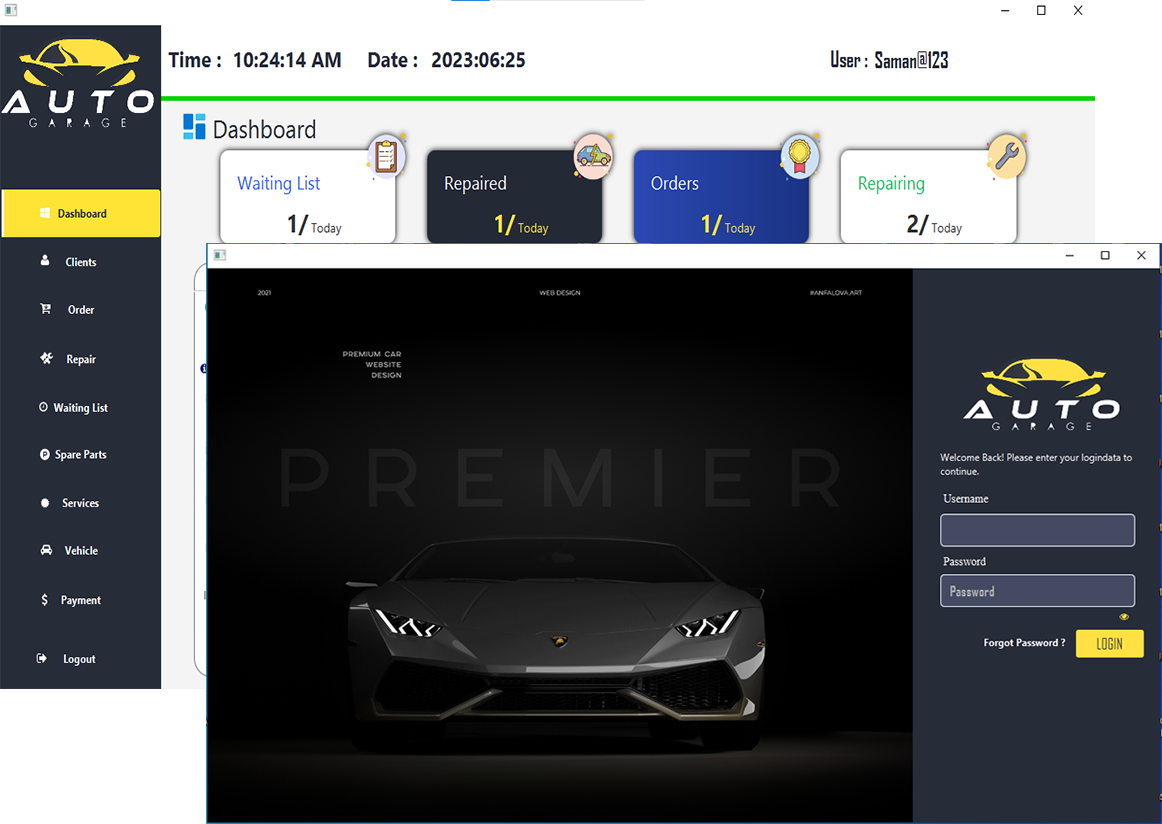 AUTO
GARAGE
Time : 10:24:14 AM Date : 2023:06:25 User : Saman@123
Dashboard
Waiting List
1/ Today
Repaired
1/ Today
Orders
1/ Today
Repairing
2/ Today
Dashboard
Clients
Order
Repair
Waiting List
Spare Parts
Services
Vehicle
Payment
Logout
2021 WEB DESIGN #ANFALOVA.ART
PREMIUM CAR
WEBSITE
DESIGN
PREMIER
AUTO
GARAGE
Welcome Back! Please enter your logindata to
continue.
Username
Password
Password
Forgot Password ? LOGIN